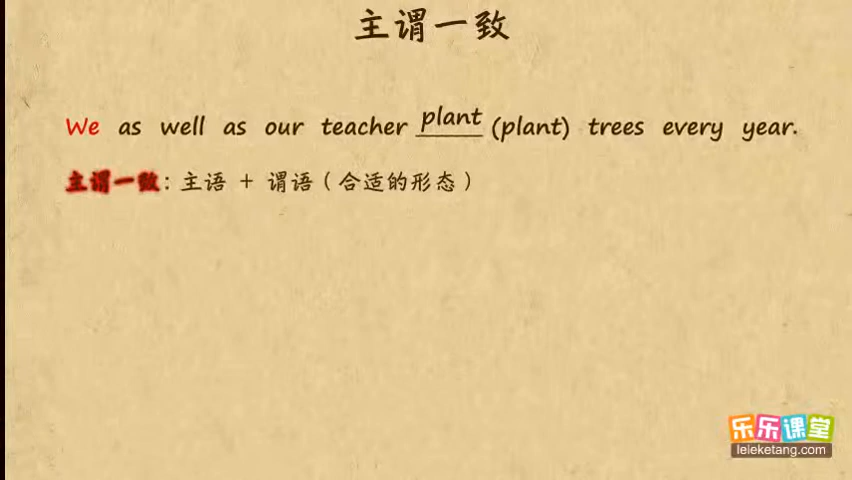 主谓一致
We as well as our teacher plant (plant) trees every year.
主谓一致：主语 + 谓语（合适的形态）
乐乐课堂
leleketang.com